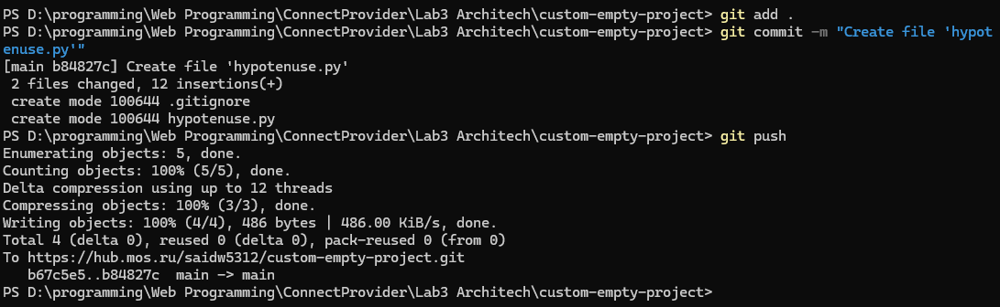 PS D:\programming\Web Programming\ConnectProvider\Lab3 Architech\custom-empty-project> git add .
PS D:\programming\Web Programming\ConnectProvider\Lab3 Architech\custom-empty-project> git commit -m "Create file 'hypot
enuse.py'"
[main b84827c] Create file 'hypotenuse.py'
 2 files changed, 12 insertions(+)
 create mode 100644 .gitignore
 create mode 100644 hypotenuse.py
PS D:\programming\Web Programming\ConnectProvider\Lab3 Architech\custom-empty-project> git push
Enumerating objects: 5, done.
Counting objects: 100% (5/5), done.
Delta compression using up to 12 threads
Compressing objects: 100% (3/3), done.
Writing objects: 100% (4/4), 486 bytes | 486.00 KiB/s, done.
Total 4 (delta 0), reused 0 (delta 0), pack-reused 0 (from 0)
To https://hub.mos.ru/saidw5312/custom-empty-project.git
   b67c5e5..b84827c  main -> main
PS D:\programming\Web Programming\ConnectProvider\Lab3 Architech\custom-empty-project>